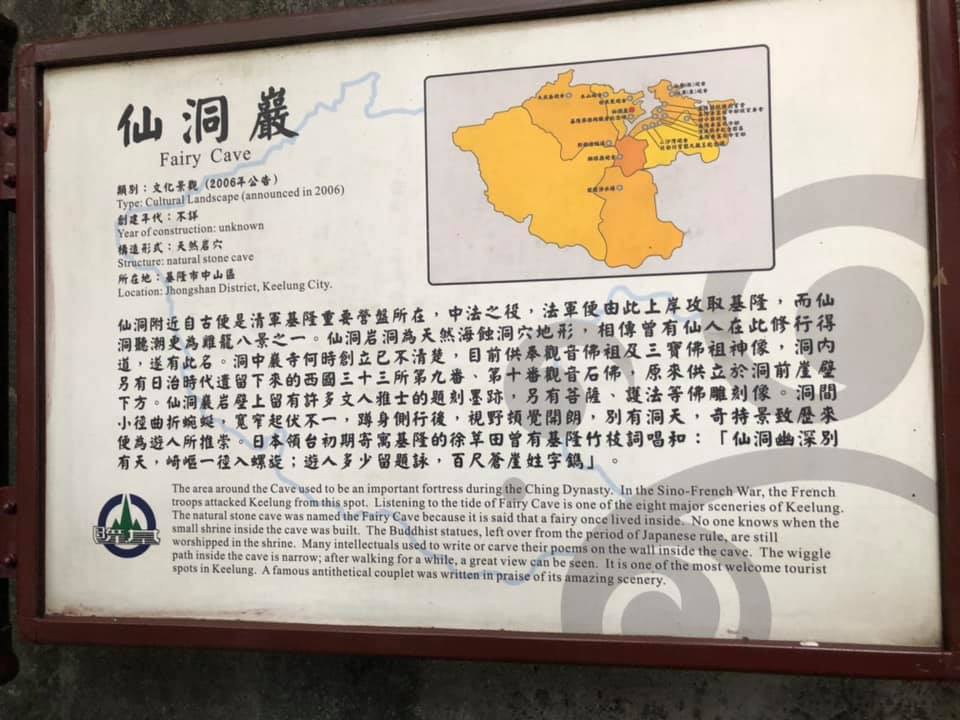 仙洞巖
Fairy Cave
類別：文化景觀（2006年公告）
Type: Cultural Landscape (announced in 2006)
創建年代：不詳
Year of construction: unknown
構造形式：天然岩穴
Structure: natural stone cave
所在地：基隆市中山區
Location: Jhongshan District, Keelung City.
仙洞附近自古便是清軍基隆重要營盤所在，中法之役，法軍便由此上岸攻取基隆，而仙
洞聽潮更為雞籠八景之一。仙洞岩洞為天然海蝕洞穴地形，相傳曾有仙人在此修行得
道，遂有此名。洞中巖寺何時創立已不清楚，目前供奉觀音佛祖及三寶佛祖神像，洞內
另有日治時代遺留下來的西國三十三所第九番、第十番觀音石佛，原來供立於洞前崖壁
下方。仙洞巖岩壁上留有許多文人雅士的題刻墨跡，另有菩薩、護法等佛雕刻像。洞間
小徑曲折蜿蜒，寬窄起伏不一，蹲身側行後，視野頓覺開朗，別有洞天，奇特景致歷來
便為遊人所推崇。日本領台初期寄寓基隆的徐莘田曾有基隆竹枝詞唱和：「仙洞幽深別
有天，崎嶇一徑入螺旋；遊人多少留題詠，百尺蒼崖姓字鐫」。
The area around the Cave used to be an important fortress during the Ching Dynasty. In the Sino-French War, the French
troops attacked Keelung from this spot. Listening to the tide of Fairy Cave is one of the eight major sceneries of Keelung.
The natural stone cave was named the Fairy Cave because it is said that a fairy once lived inside. No one knows when the
small shrine inside the cave was built. The Buddhist statues, left over from the period of Japanese rule, are still
worshipped in the shrine. Many intellectuals used to write or carve their poems on the wall inside the cave. The wiggle
path inside the cave is narrow; after walking for a while, a great view can be seen. It is one of the most welcome tourist
spots in Keelung. A famous antithetical couplet was written in praise of its amazing scenery.